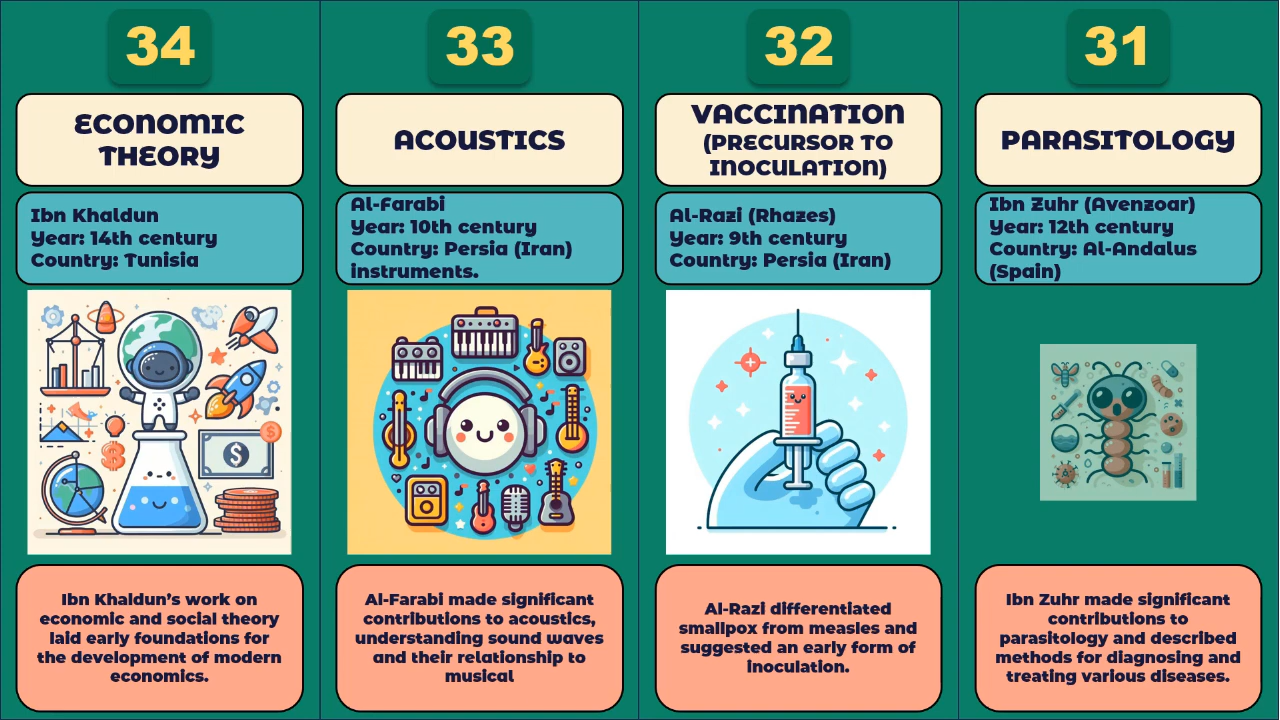 34
ECONOMIC
THEORY
Ibn Khaldun
Year: 14th century
Country: Tunisia
$
$
$
Ibn Khaldun's work on
economic and social theory
laid early foundations for
the development of modern
economics.
33
ACOUSTICS
Al-Farabi
Year: 10th century
Country: Persia (Iran)
instruments.
Al-Farabi made significant
contributions to acoustics,
understanding sound waves
and their relationship to
musical
32
VACCINATION
(PRECURSOR TO
INOCULATION)
Al-Razi (Rhazes)
Year: 9th century
Country: Persia (Iran)
Al-Razi differentiated
smallpox from measles and
suggested an early form of
inoculation.
31
PARASITOLOGY
Ibn Zuhr (Avenzoar)
Year: 12th century
Country: Al-Andalus
(Spain)
Ibn Zuhr made significant
contributions to
parasitology and described
methods for diagnosing and
treating various diseases.